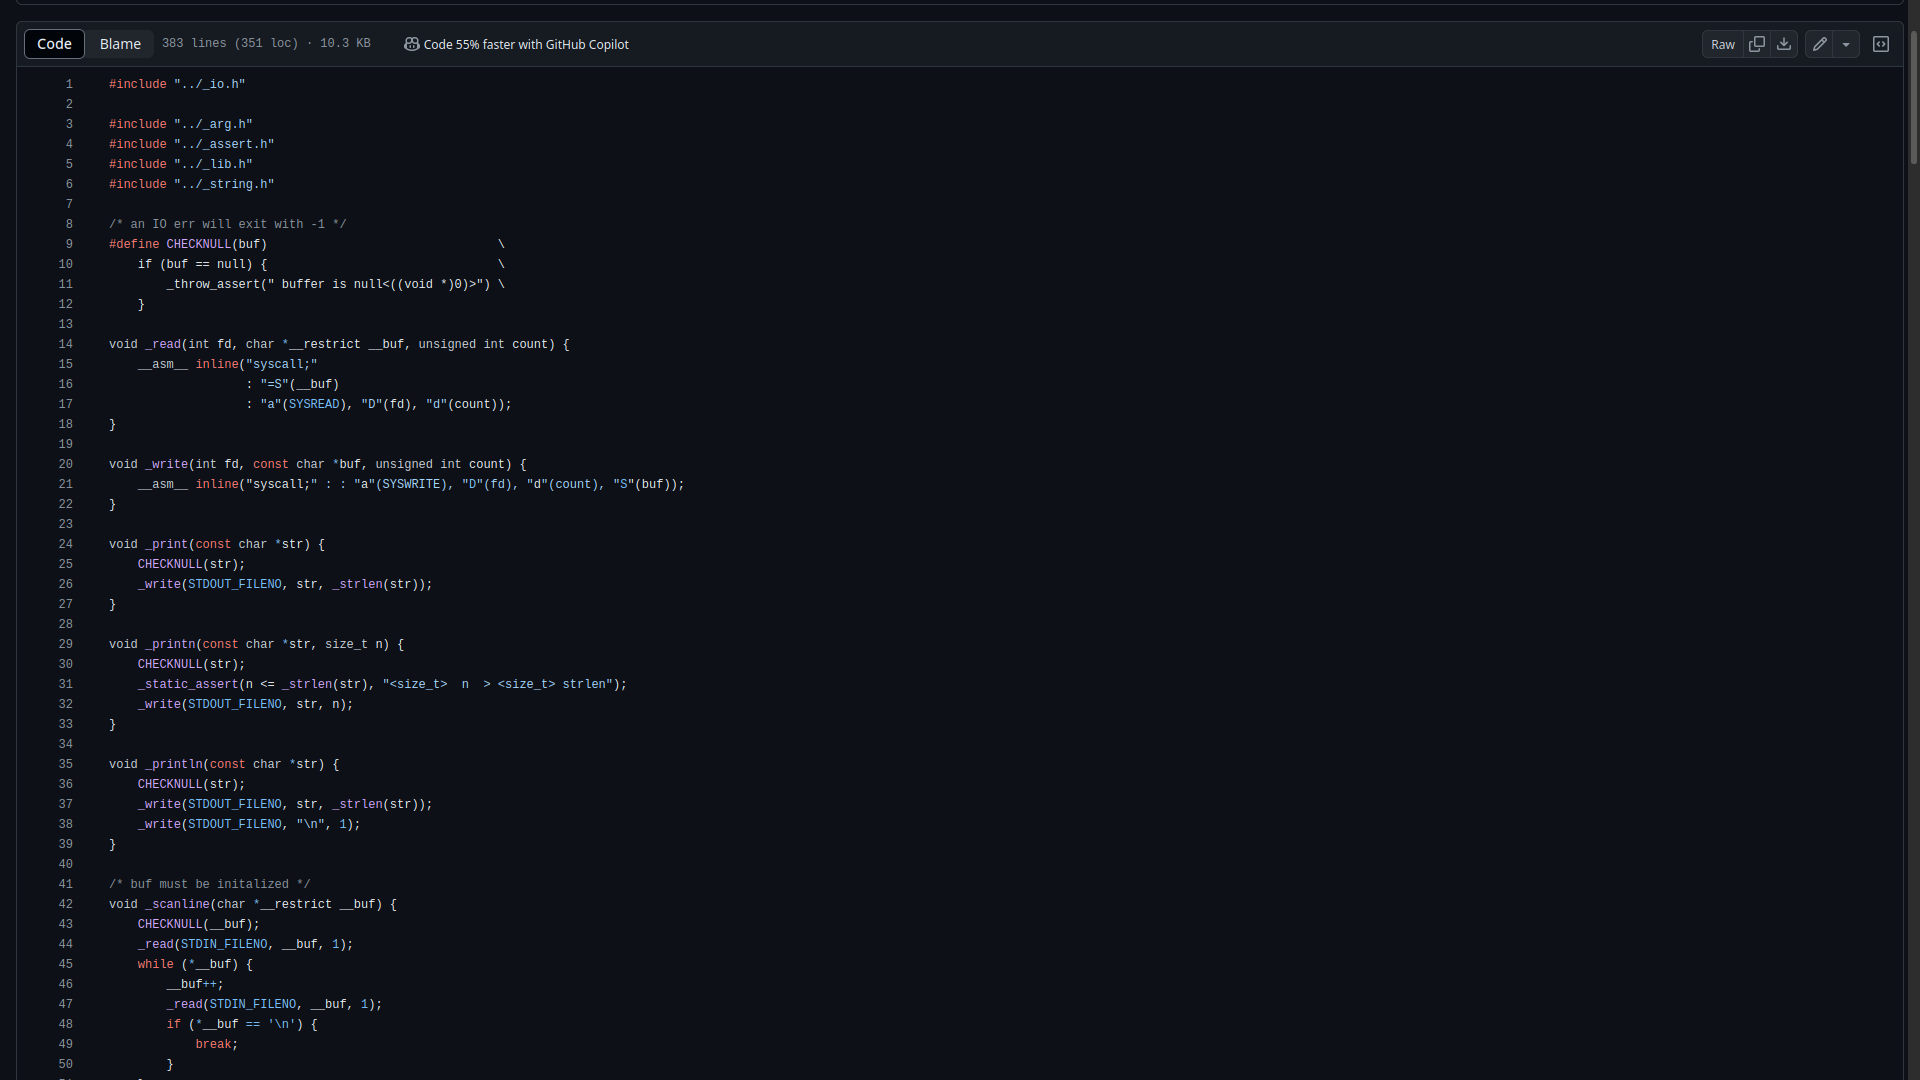 Code Blame 383 lines (351 loc) · 10.3 KB Code 55% faster with GitHub Copilot Raw
1 #include "../_io.h"
2
3 #include "../_arg.h"
4 #include "../_assert.h"
5 #include "../_lib.h"
6 #include "../_string.h"
7
8 /* an IO err will exit with -1 */
9 #define CHECKNULL(buf) \
10 if (buf == null) { \
11 _throw_assert(" buffer is null<((void *)0)>") \
12 }
13
14 void _read(int fd, char *__restrict __buf, unsigned int count) {
15 __asm__ inline("syscall;"
16 : "=S"(__buf)
17 : "a"(SYSREAD), "D"(fd), "d"(count));
18 }
19
20 void _write(int fd, const char *buf, unsigned int count) {
21 __asm__ inline("syscall;" : : "a"(SYSWRITE), "D"(fd), "d"(count), "S"(buf));
22 }
23
24 void _print(const char *str) {
25 CHECKNULL(str);
26 _write(STDOUT_FILENO, str, _strlen(str));
27 }
28
29 void _printn(const char *str, size_t n) {
30 CHECKNULL(str);
31 _static_assert(n <= _strlen(str), "<size_t>  n  > <size_t> strlen");
32 _write(STDOUT_FILENO, str, n);
33 }
34
35 void _println(const char *str) {
36 CHECKNULL(str);
37 _write(STDOUT_FILENO, str, _strlen(str));
38 _write(STDOUT_FILENO, "\n", 1);
39 }
40
41 /* buf must be initalized */
42 void _scanline(char *__restrict __buf) {
43 CHECKNULL(__buf);
44 _read(STDIN_FILENO, __buf, 1);
45 while (*__buf) {
46 __buf++;
47 _read(STDIN_FILENO, __buf, 1);
48 if (*__buf == '\n') {
49 break;
50 }